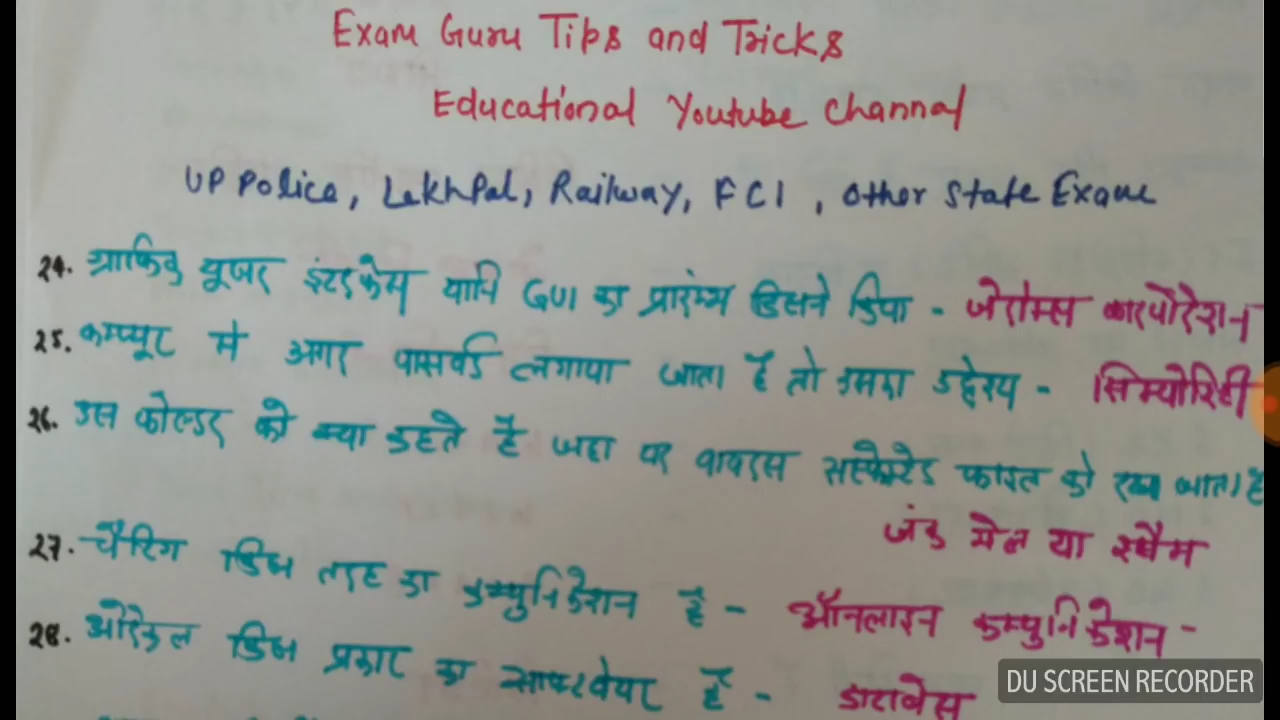 Exam Guru Tips and Tricks
Educational Youtube Channal
UP Police, Lekhpal, Railway, FCI, Other State Exam
24. ग्राफिक यूजर इंटरफेस यानि GUI का प्रारंम्भ किसने किया - जेरोम्स कारपोरेशन
25. कम्प्यूटर मे अगर पासवर्ड लगाया जाता है तो उसका उद्देश्य - सिक्योरिटी
26. उस फोल्डर को क्या कहते है जहा पर वायरस सस्पेक्टेड फाइल को रखा जाता है
जंक मेल या स्पैम
27. चैटिंग किस तरह का कम्युनिकेशन है - ऑनलाइन कम्युनिकेशन -
28. ओरेकल किस प्रकार का साफ्टवेयर है - डाटाबेस
DU SCREEN RECORDER